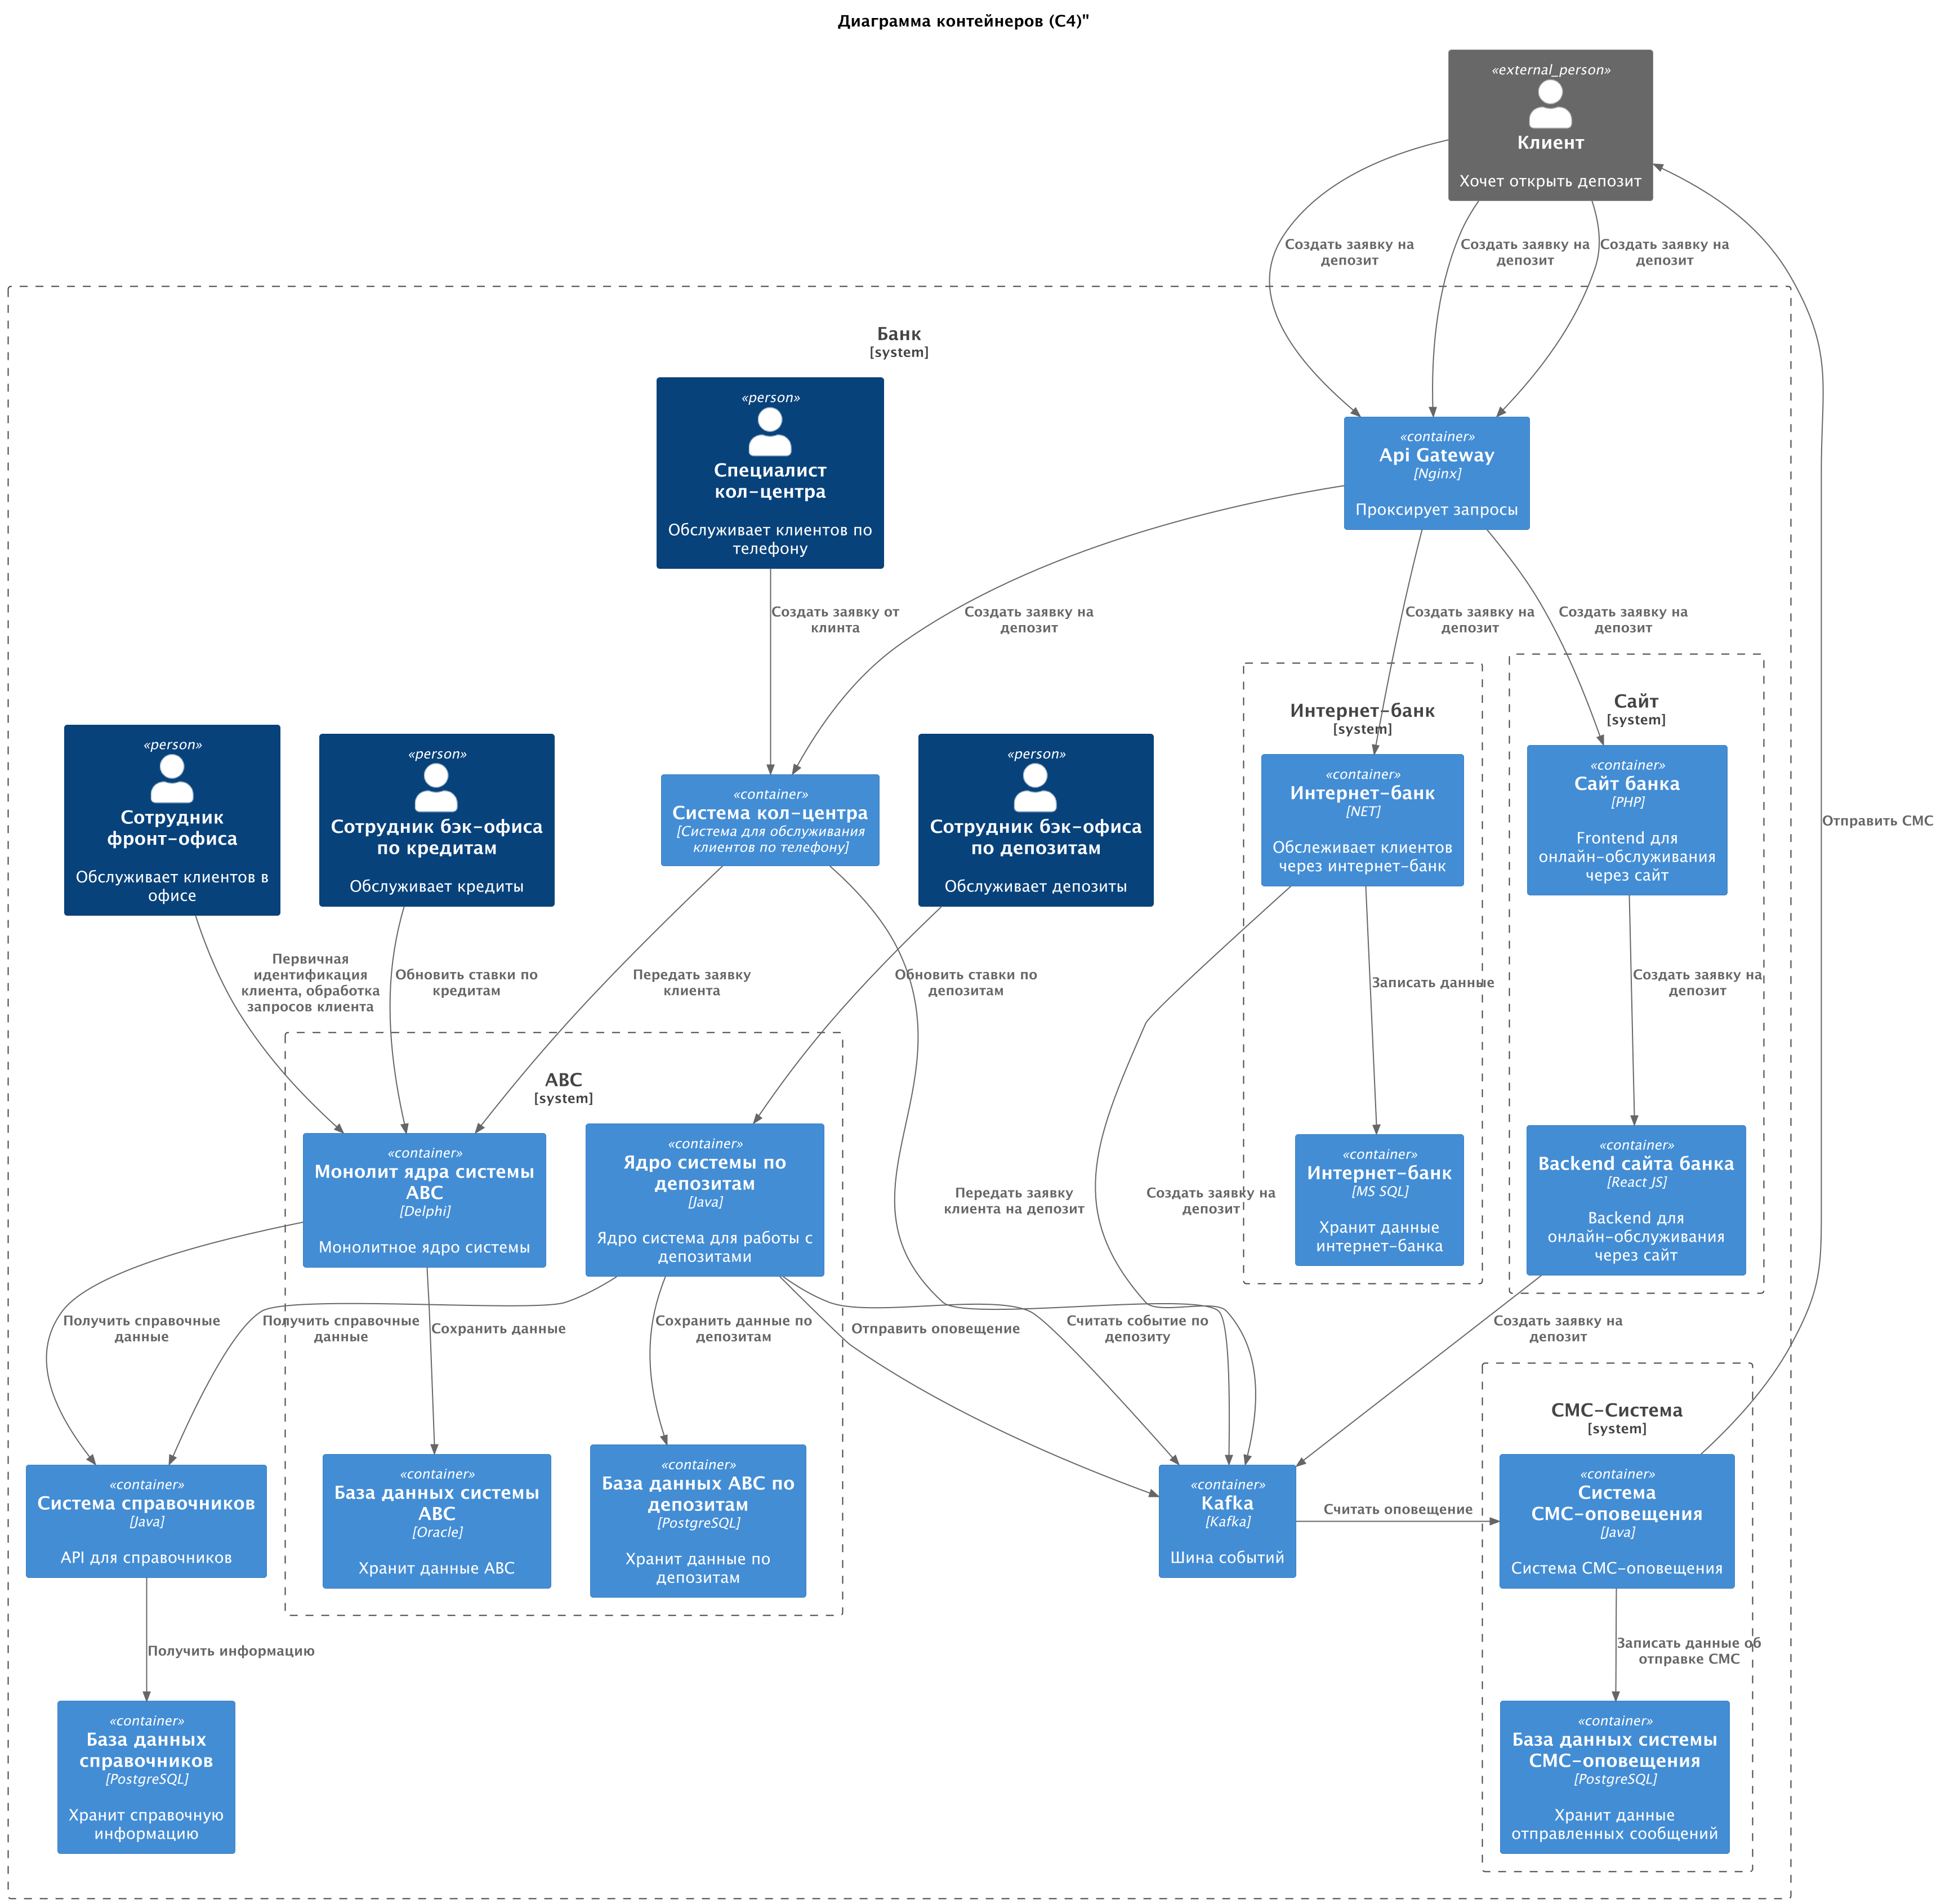 Диаграмма контейнеров (C4)"
«external_person»
Клиент
Хочет открыть депозит
Создать заявку на
депозит
Создать заявку на
депозит
Создать заявку на
депозит
Банк
[system]
«person»
Специалист
кол-центра
Обслуживает клиентов по
телефону
«container»
Api Gateway
[Nginx]
Проксирует запросы
Создать заявку от
клинта
Создать заявку на
депозит
Создать заявку на
депозит
Создать заявку на
депозит
Отправить СМС
«person»
Сотрудник
фронт-офиса
Обслуживает клиентов в
офисе
«person»
Сотрудник бэк-офиса
по кредитам
Обслуживает кредиты
«container»
Система кол-центра
[Система для обслуживания
клиентов по телефону]
«person»
Сотрудник бэк-офиса
по депозитам
Обслуживает депозиты
Интернет-банк
[system]
«container»
Интернет-банк
[NET]
Обслеживает клиентов
через интернет-банк
Сайт
[system]
«container»
Сайт банка
[PHP]
Frontend для
онлайн-обслуживания
через сайт
Первичная
идентификация
клиента, обработка
запросов клиента
Обновить ставки по
кредитам
Передать заявку
клиента
Обновить ставки по
депозитам
Записать данные
Создать заявку на
депозит
АВС
[system]
«container»
Монолит ядра системы
АВС
[Delphi]
Монолитное ядро системы
«container»
Ядро системы по
депозитам
[Java]
Ядро система для работы с
депозитами
Передать заявку
клиента на депозит
Создать заявку на
депозит
«container»
Интернет-банк
[MS SQL]
Хранит данные
интернет-банка
«container»
Backend сайта банка
[React JS]
Backend для
онлайн-обслуживания
через сайт
Получить справочные
данные
Получить справочные
данные
Сохранить данные
Сохранить данные по
депозитам
Отправить оповещение
Считать событие по
депозиту
Создать заявку на
депозит
«container»
Система справочников
[Java]
API для справочников
«container»
База данных системы
АВС
[Oracle]
Хранит данные АВС
«container»
База данных АВС по
депозитам
[PostgreSQL]
Хранит данные по
депозитам
«container»
Kafka
[Kafka]
Шина событий
Считать оповещение
СМС-Система
[system]
«container»
Система
СМС-оповещения
[Java]
Система СМС-оповещения
Получить информацию
Записать данные об
отправке СМС
«container»
База данных
справочников
[PostgreSQL]
Хранит справочную
информацию
«container»
База данных системы
СМС-оповещения
[PostgreSQL]
Хранит данные
отправленных сообщений